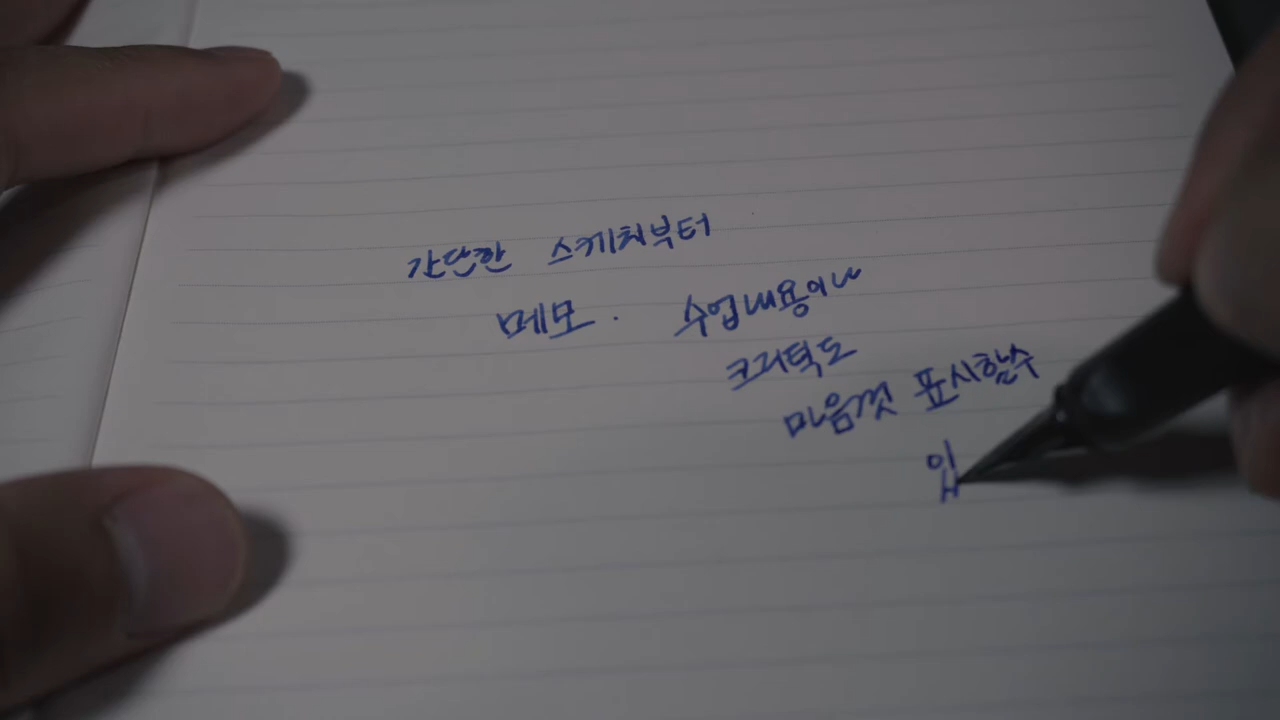 간단한 스케치부터
메모. 수업내용이나
크리틱도
마음껏 표시할수
있